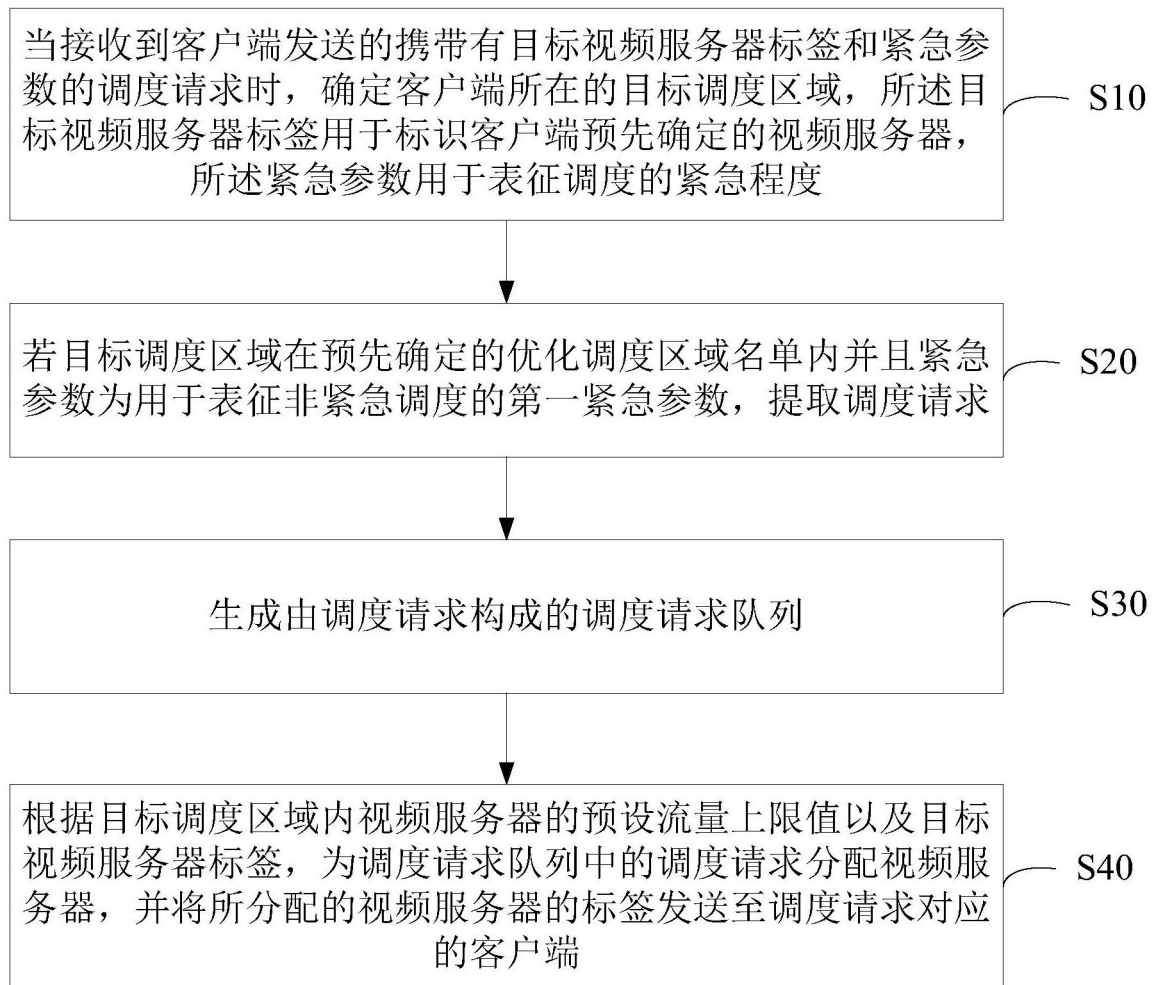 当接收到客户端发送的携带有目标视频服务器标签和紧急参
数的调度请求时，确定客户端所在的目标调度区域，所述目
标视频服务器标签用于标识客户端预先确定的视频服务器，
所述紧急参数用于表征调度的紧急程度
S10
若目标调度区域在预先确定的优化调度区域名单内并且紧急
参数为用于表征非紧急调度的第一紧急参数，提取调度请求
S20
生成由调度请求构成的调度请求队列
S30
根据目标调度区域内视频服务器的预设流量上限值以及目标
视频服务器标签，为调度请求队列中的调度请求分配视频服
务器，并将所分配的视频服务器的标签发送至调度请求对应
的客户端
S40